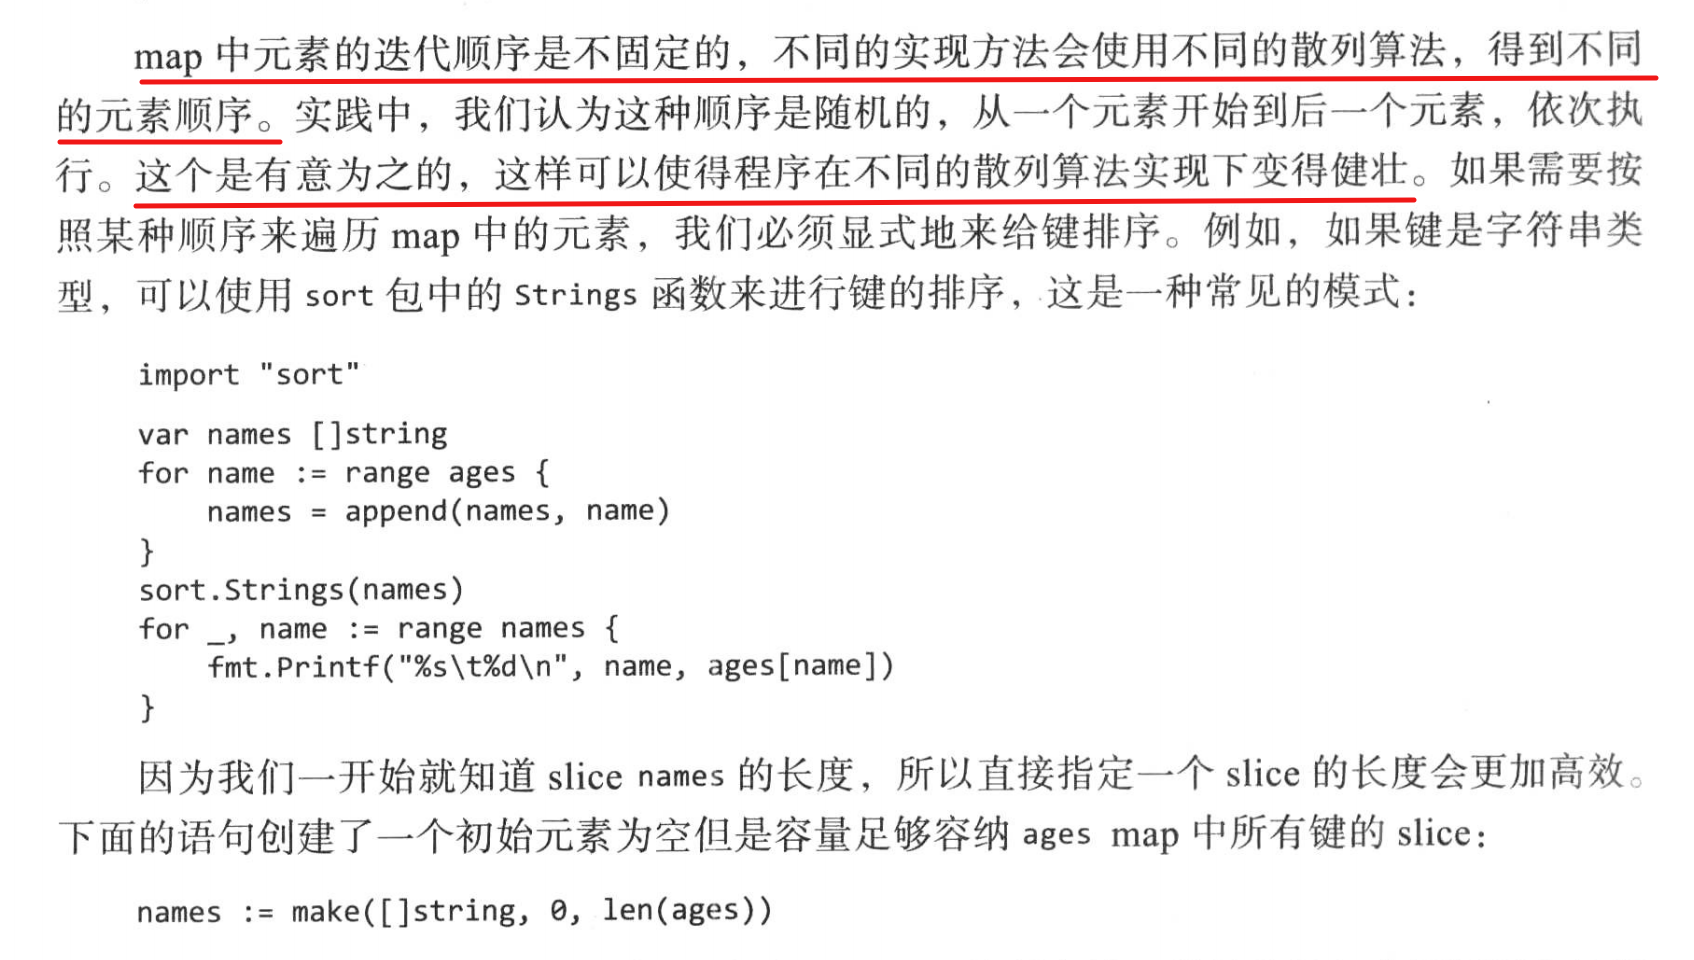 map 中元素的迭代顺序是不固定的，不同的实现方法会使用不同的散列算法，得到不同
的元素顺序。实践中，我们认为这种顺序是随机的，从一个元素开始到后一个元素，依次执
行。这个是有意为之的，这样可以使得程序在不同的散列算法实现下变得健壮。如果需要按
照某种顺序来遍历 map 中的元素，我们必须显式地来给键排序。例如，如果键是字符串类
型，可以使用 sort 包中的 Strings 函数来进行键的排序，这是一种常见的模式：
import "sort"
var names []string
for name := range ages {
    names = append(names, name)
}
sort.Strings(names)
for _, name := range names {
    fmt.Printf("%s\t%d\n", name, ages[name])
}
因为我们一开始就知道 slice names 的长度，所以直接指定一个 slice 的长度会更加高效。
下面的语句创建了一个初始元素为空但是容量足够容纳 ages map 中所有键的 slice：
names := make([]string, 0, len(ages))